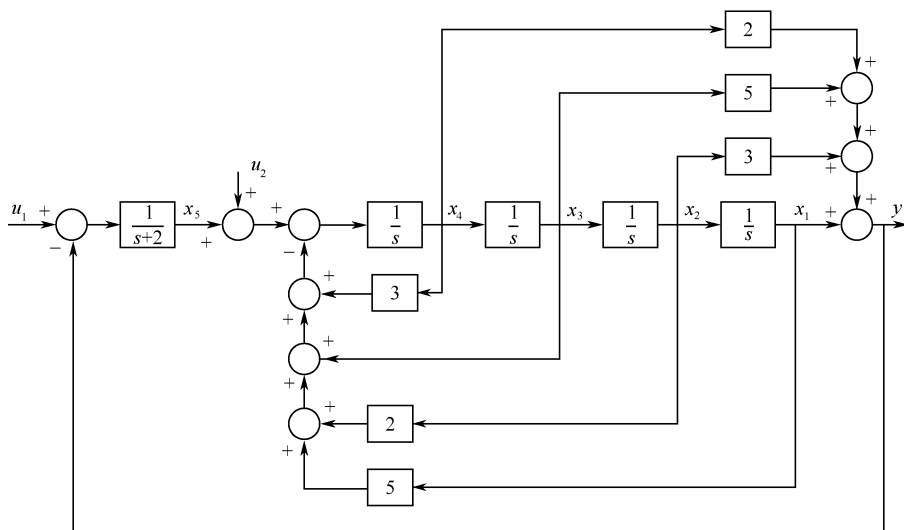 2
+
5
+
+
u₂
3
+
+
u₁
+
−
1
s+2
x₅
+
+
+
−
1
s
x₄
1
s
x₃
1
s
x₂
1
s
x₁
+
+
y
3
+
+
+
+
2
+
+
5
+